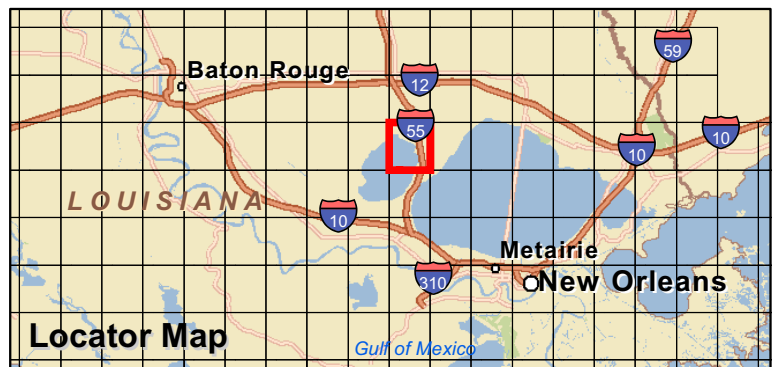 59
Baton Rouge
12
55
10
10
LOUISIANA
10
Metairie
310
New Orleans
Locator Map
Gulf of Mexico